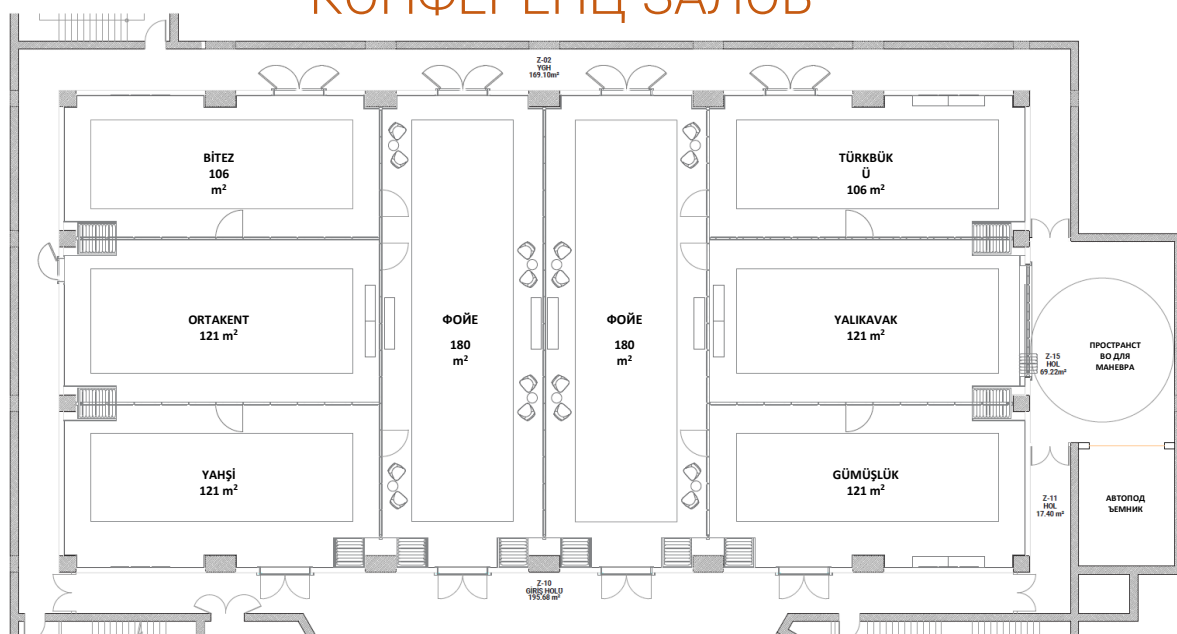 КОНФЕРЕНЦ-ЗАЛОВ
Z-02
YGH
169.10m²
BİTEZ
106
m²
TÜRKBÜK
Ü
106 m²
ORTAKENT
121 m²
ФОЙЕ
180
m²
ФОЙЕ
180
m²
YALIKAVAK
121 m²
Z-15
HOL
69.22m²
ПРОСТРАНСТ
ВО ДЛЯ
МАНЕВРА
YAHŞİ
121 m²
GÜMÜŞLÜK
121 m²
Z-11
HOL
17.40 m²
АВТОПОД
ЪЕМНИК
Z-10
GİRİŞ HOLÜ
195.68 m²